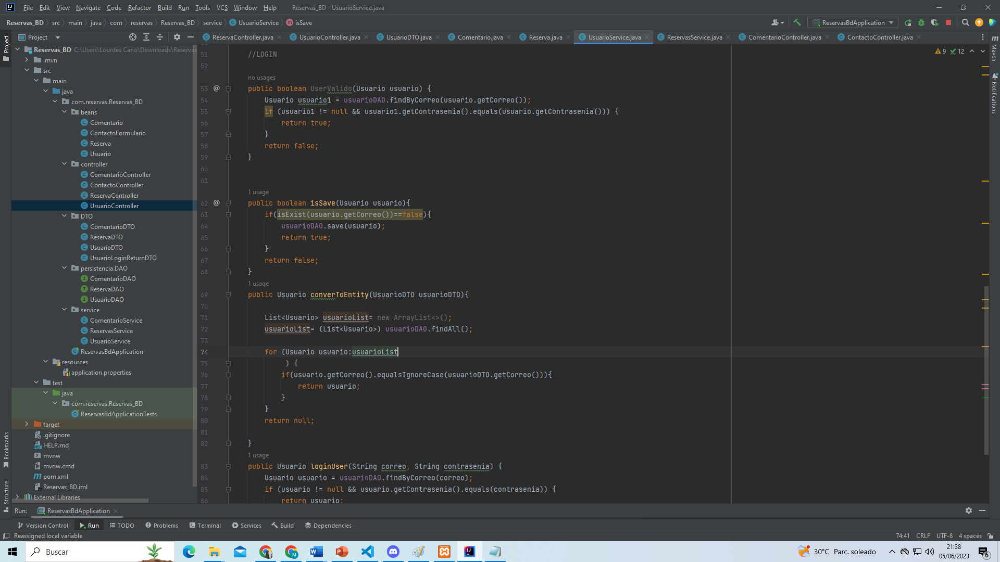 File Edit View Navigate Code Refactor Build Run Tools VCS Window Help Reservas_BD - UsuarioService.java
Reservas_BD src main java com reservas Reservas_BD service UsuarioService isSave ReservasBdApplication
Project
ReservaController.java UsuarioController.java UsuarioDTO.java Comentario.java Reserva.java UsuarioService.java ReservasService.java ComentarioController.java ContactoController.java
Project
Bookmarks
Structure
Maven
Notifications
Reservas_BD C:\Users\Lourdes Cano\Downloads\Reservas
.mvn
src
main
java
com.reservas.Reservas_BD
beans
Comentario
ContactoFormulario
Reserva
Usuario
controller
ComentarioController
ContactoController
ReservaController
UsuarioController
DTO
ComentarioDTO
ReservaDTO
UsuarioDTO
UsuarioLoginReturnDTO
persistencia.DAO
ComentarioDAO
ReservaDAO
UsuarioDAO
service
ComentarioService
ReservasService
UsuarioService
ReservasBdApplication
resources
application.properties
test
java
com.reservas.Reservas_BD
ReservasBdApplicationTests
target
.gitignore
HELP.md
mvnw
mvnw.cmd
pom.xml
Reservas_BD.iml
External Libraries
9 12
51 //LOGIN
52
no usages
53 @ public boolean UserValido(Usuario usuario) {
54 Usuario usuario1 = usuarioDAO.findByCorreo(usuario.getCorreo());
55 if (usuario1 != null && usuario1.getContrasenia().equals(usuario.getContrasenia())) {
56 return true;
57 }
58 return false;
59 }
60
61
1 usage
62 @ public boolean isSave(Usuario usuario){
63 if(isExist(usuario.getCorreo())==false){
64 usuarioDAO.save(usuario);
65 return true;
66 }
67 return false;
68 }
1 usage
69 public Usuario converToEntity(UsuarioDTO usuarioDTO){
70
71 List<Usuario> usuarioList= new ArrayList<>();
72 usuarioList= (List<Usuario>) usuarioDAO.findAll();
73
74 for (Usuario usuario:usuarioList
75 ) {
76 if(usuario.getCorreo().equalsIgnoreCase(usuarioDTO.getCorreo())){
77 return usuario;
78 }
79 }
80 return null;
81
82 }
1 usage
83 public Usuario loginUser(String correo, String contrasenia) {
84 Usuario usuario = usuarioDAO.findByCorreo(correo);
85 if (usuario != null && usuario.getContrasenia().equals(contrasenia)) {
86 return usuario;
Run: ReservasBdApplication
Version Control Run TODO Problems Terminal Services Build Dependencies
Reassigned local variable 74:41 CRLF UTF-8 4 spaces
Buscar 30°C Parc. soleado 21:38
05/06/2023 6